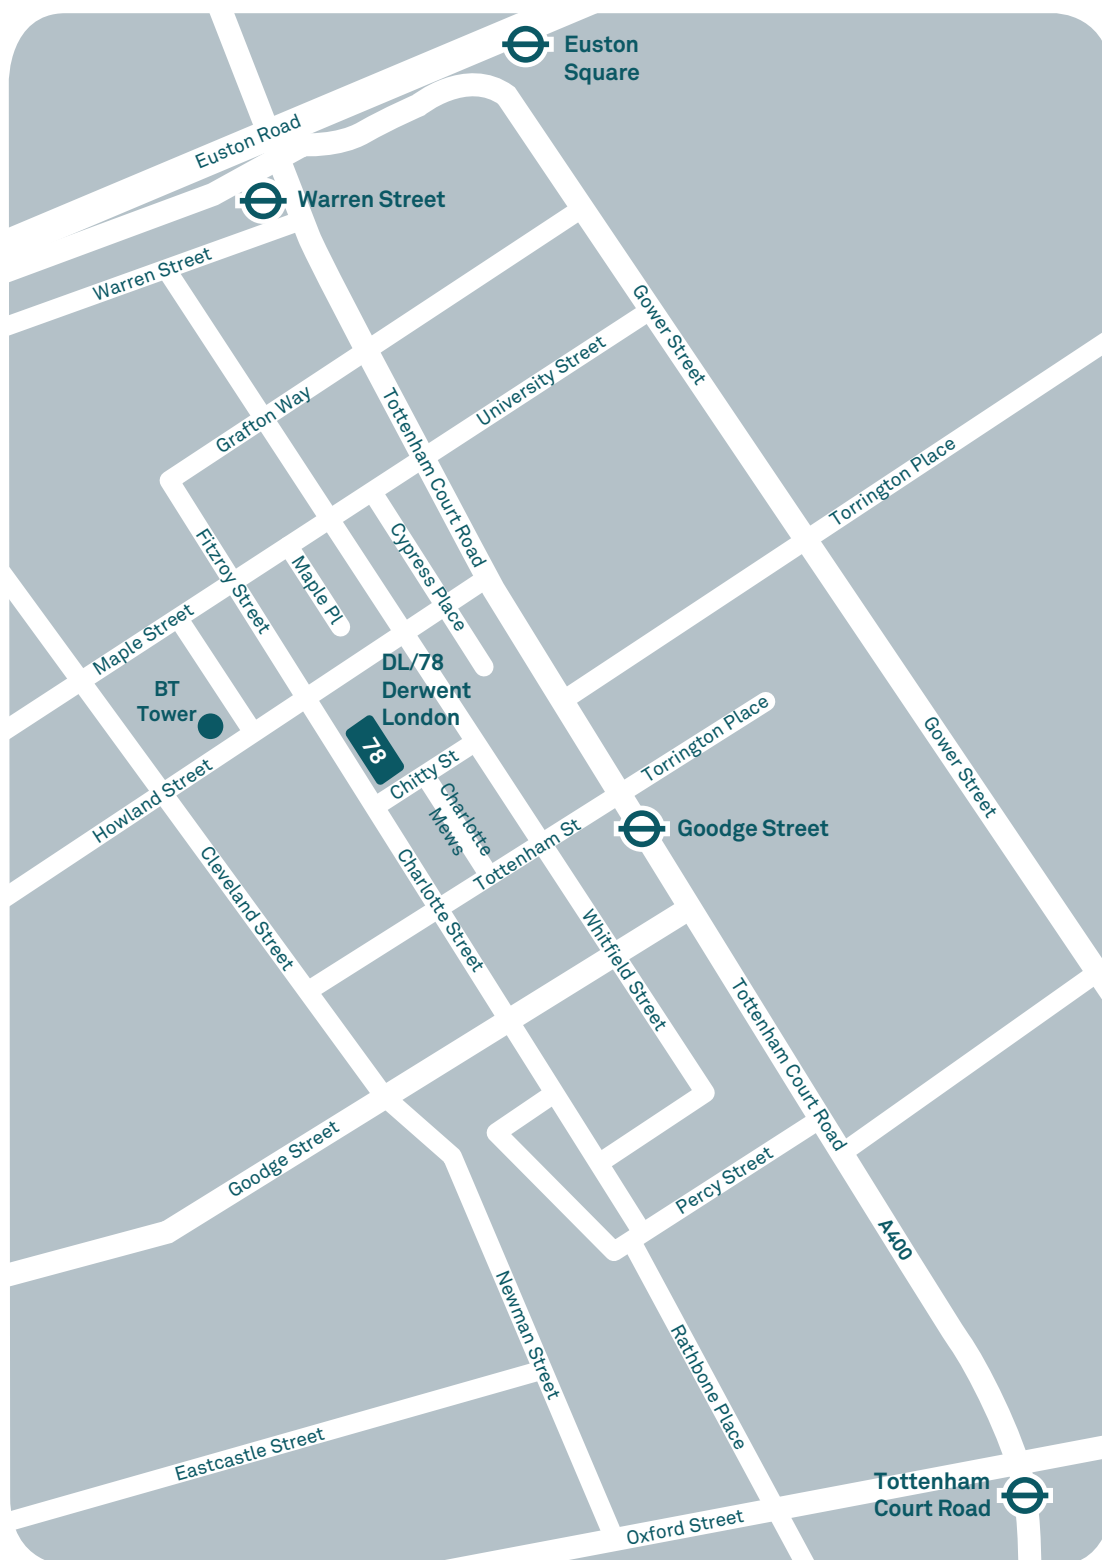 Euston
Square
Euston Road
Warren Street
Warren Street
Gower Street
University Street
Grafton Way
Tottenham Court Road
Torrington Place
Cypress Place
Fitzroy Street
Maple Pl
Maple Street
DL/78
Derwent
London
BT
Tower
78
Torrington Place
Chitty St
Gower Street
Howland Street
Charlotte
Mews
Goodge Street
Tottenham St
Cleveland Street
Charlotte Street
Whitfield Street
Tottenham Court Road
Goodge Street
Percy Street
A400
Newman Street
Rathbone Place
Eastcastle Street
Tottenham
Court Road
Oxford Street